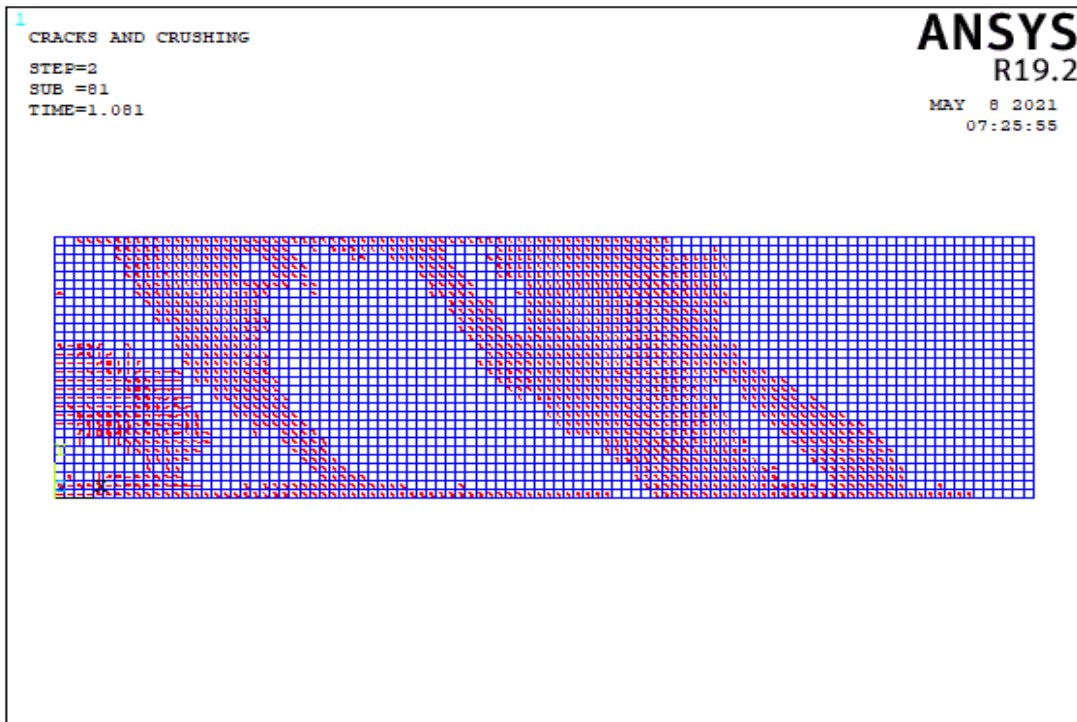 1
CRACKS AND CRUSHING
STEP=2
SUB =81
TIME=1.081
ANSYS
R19.2
MAY  8 2021
07:25:55
Y
X